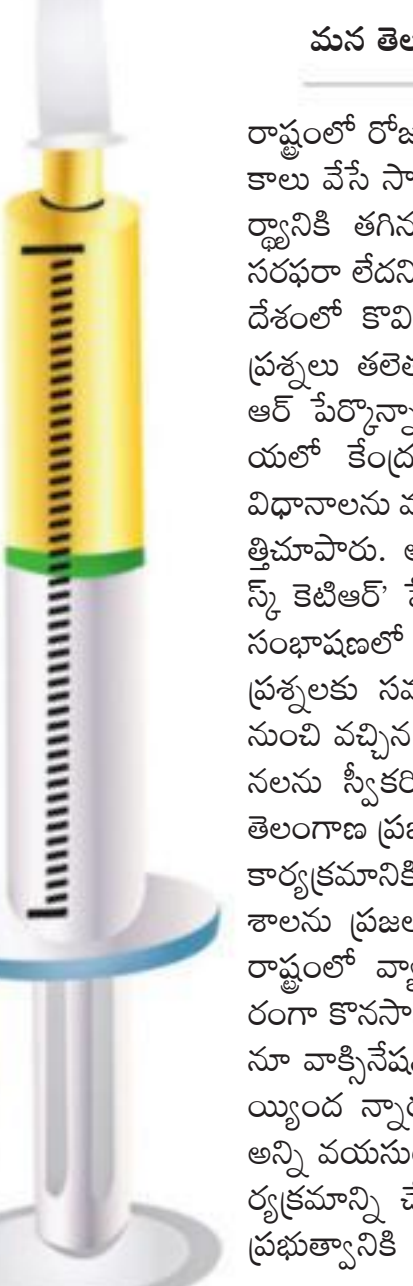 మన తెల
రాష్ట్రంలో రోజ
కాలు వేసే సా
ర్థ్యానికి తగిన
సరఫరా లేదని
దేశంలో కొవి
ప్రశ్నలు తలెత
ఆర్ పేర్కొన్నా
యలో కేంద్ర
విధానాలను వ
త్తిచూపారు. అ
స్క్ కెటిఆర్' పే
సంభాషణలో
ప్రశ్నలకు సమ
నుంచి వచ్చిన
నలను స్వీకరి
తెలంగాణ ప్రజ
కార్యక్రమానికి
శాలను ప్రజల
రాష్ట్రంలో వ్యా
రంగా కొనసా
నూ వాక్సినేషన
య్యింద న్నార
అన్ని వయసుల
ర్యక్రమాన్ని చే
ప్రభుత్వానికి